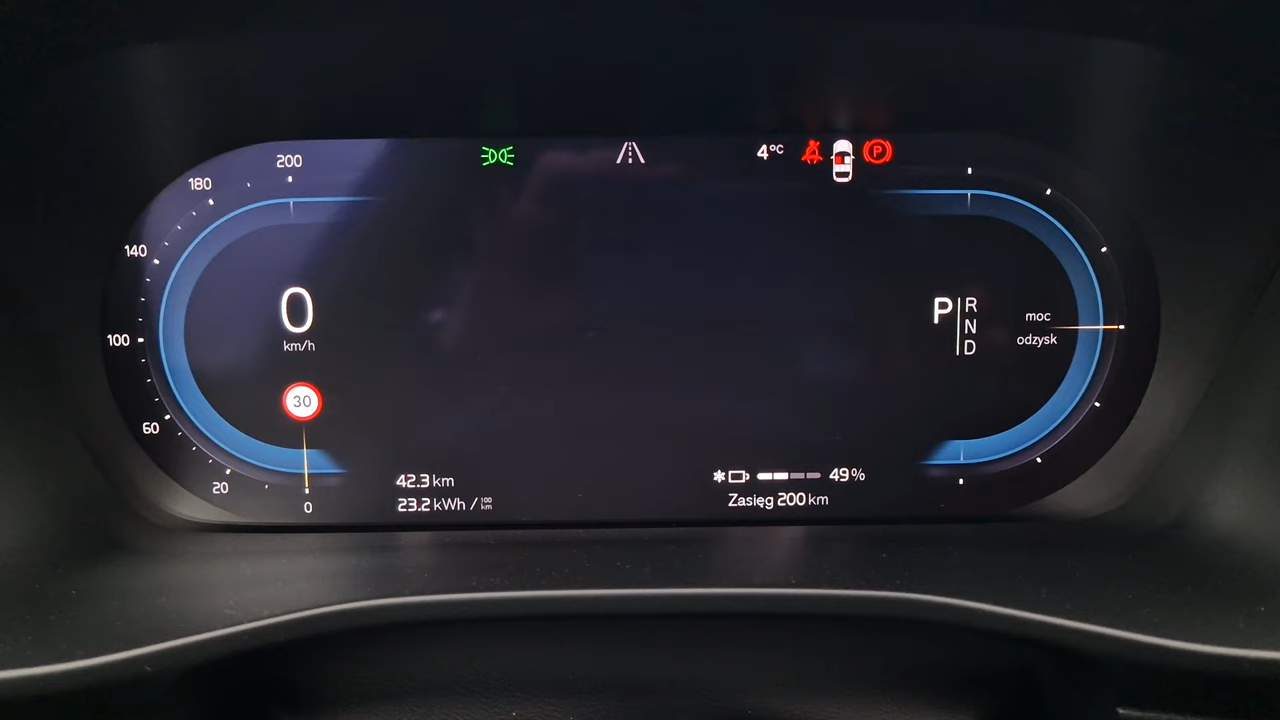 200
180
140
100
60
20
0
0
km/h
30
42.3 km
23.2 kWh / 100 km
4°C
P
P
R
N
D
moc
odzysk
49 %
Zasięg 200 km